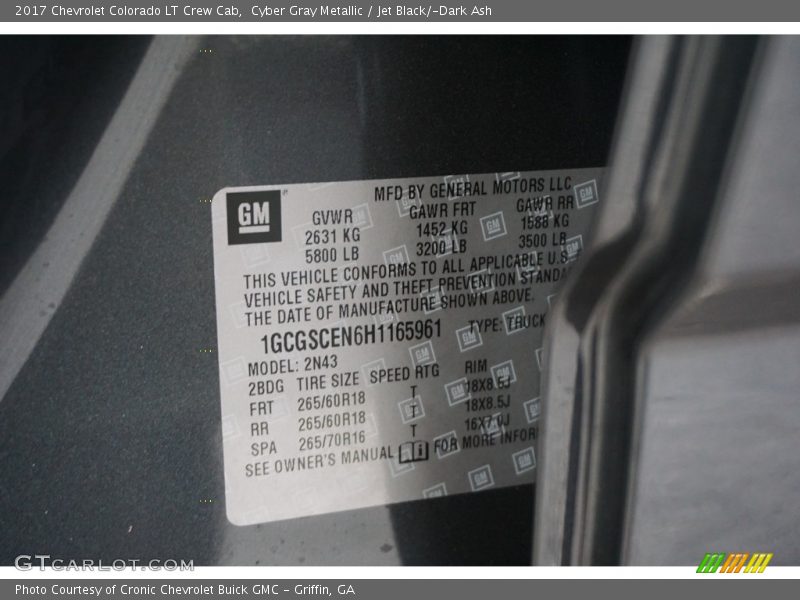 2017 Chevrolet Colorado LT Crew Cab, Cyber Gray Metallic / Jet Black/-Dark Ash
GM
MFD BY GENERAL MOTORS LLC
GVWR GAWR FRT GAWR RR
2631 KG 1452 KG 1588 KG
5800 LB 3200 LB 3500 LB
THIS VEHICLE CONFORMS TO ALL APPLICABLE U.S
VEHICLE SAFETY AND THEFT PREVENTION STANDA
THE DATE OF MANUFACTURE SHOWN ABOVE.
1GCGSCEN6H1165961 TYPE: TRUCK
MODEL: 2N43
2BDG TIRE SIZE SPEED RTG RIM
FRT 265/60R18 T 18X8.5J
RR 265/60R18 T 18X8.5J
SPA 265/70R16 T 16X7.0J
SEE OWNER'S MANUAL FOR MORE INFOR
GTCARLOT.COM
Photo Courtesy of Cronic Chevrolet Buick GMC - Griffin, GA